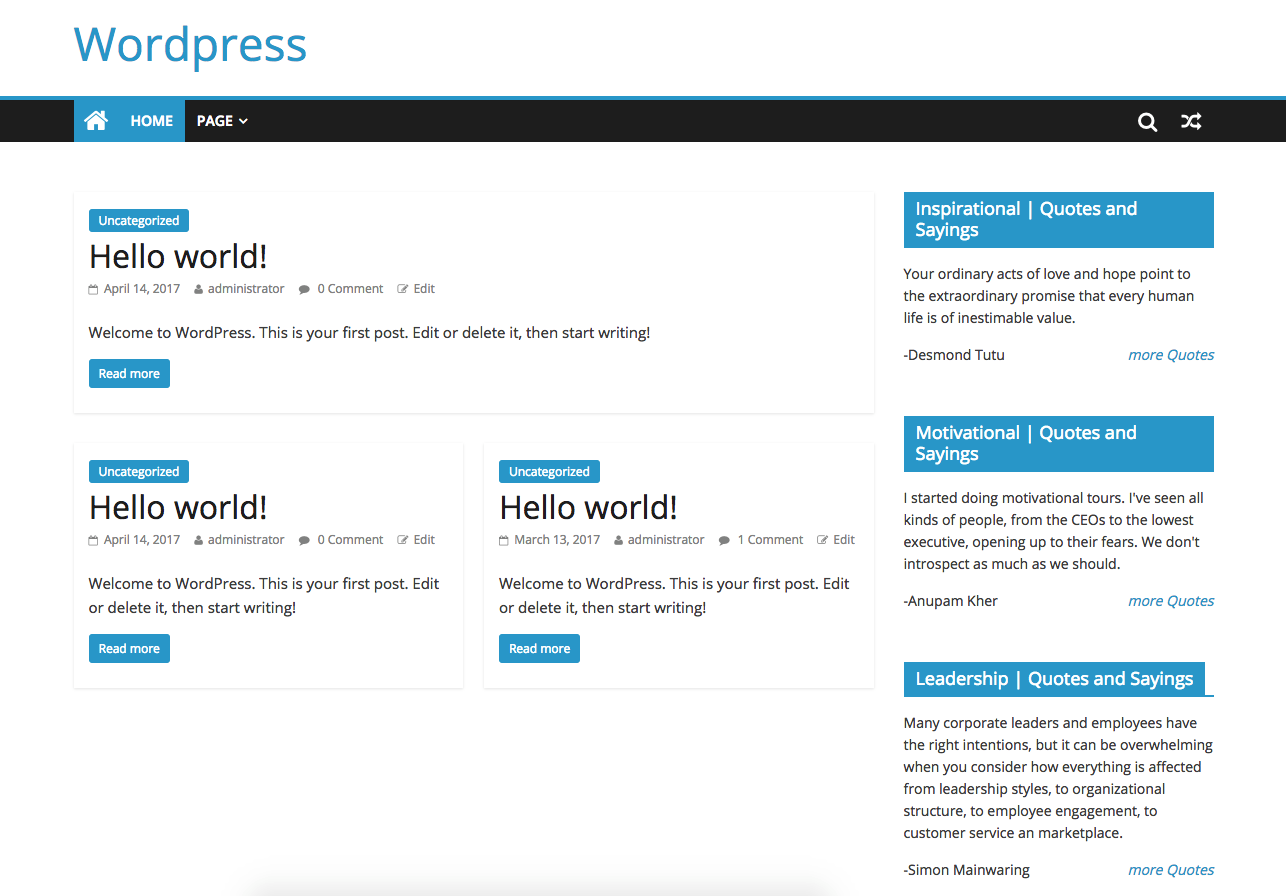 Wordpress
HOME PAGE
Uncategorized
Hello world!
April 14, 2017 administrator 0 Comment Edit
Welcome to WordPress. This is your first post. Edit or delete it, then start writing!
Read more
Uncategorized
Hello world!
April 14, 2017 administrator 0 Comment Edit
Welcome to WordPress. This is your first post. Edit
or delete it, then start writing!
Read more
Uncategorized
Hello world!
March 13, 2017 administrator 1 Comment Edit
Welcome to WordPress. This is your first post. Edit
or delete it, then start writing!
Read more
Inspirational | Quotes and
Sayings
Your ordinary acts of love and hope point to
the extraordinary promise that every human
life is of inestimable value.
-Desmond Tutu more Quotes
Motivational | Quotes and
Sayings
I started doing motivational tours. I've seen all
kinds of people, from the CEOs to the lowest
executive, opening up to their fears. We don't
introspect as much as we should.
-Anupam Kher more Quotes
Leadership | Quotes and Sayings
Many corporate leaders and employees have
the right intentions, but it can be overwhelming
when you consider how everything is affected
from leadership styles, to organizational
structure, to employee engagement, to
customer service an marketplace.
-Simon Mainwaring more Quotes